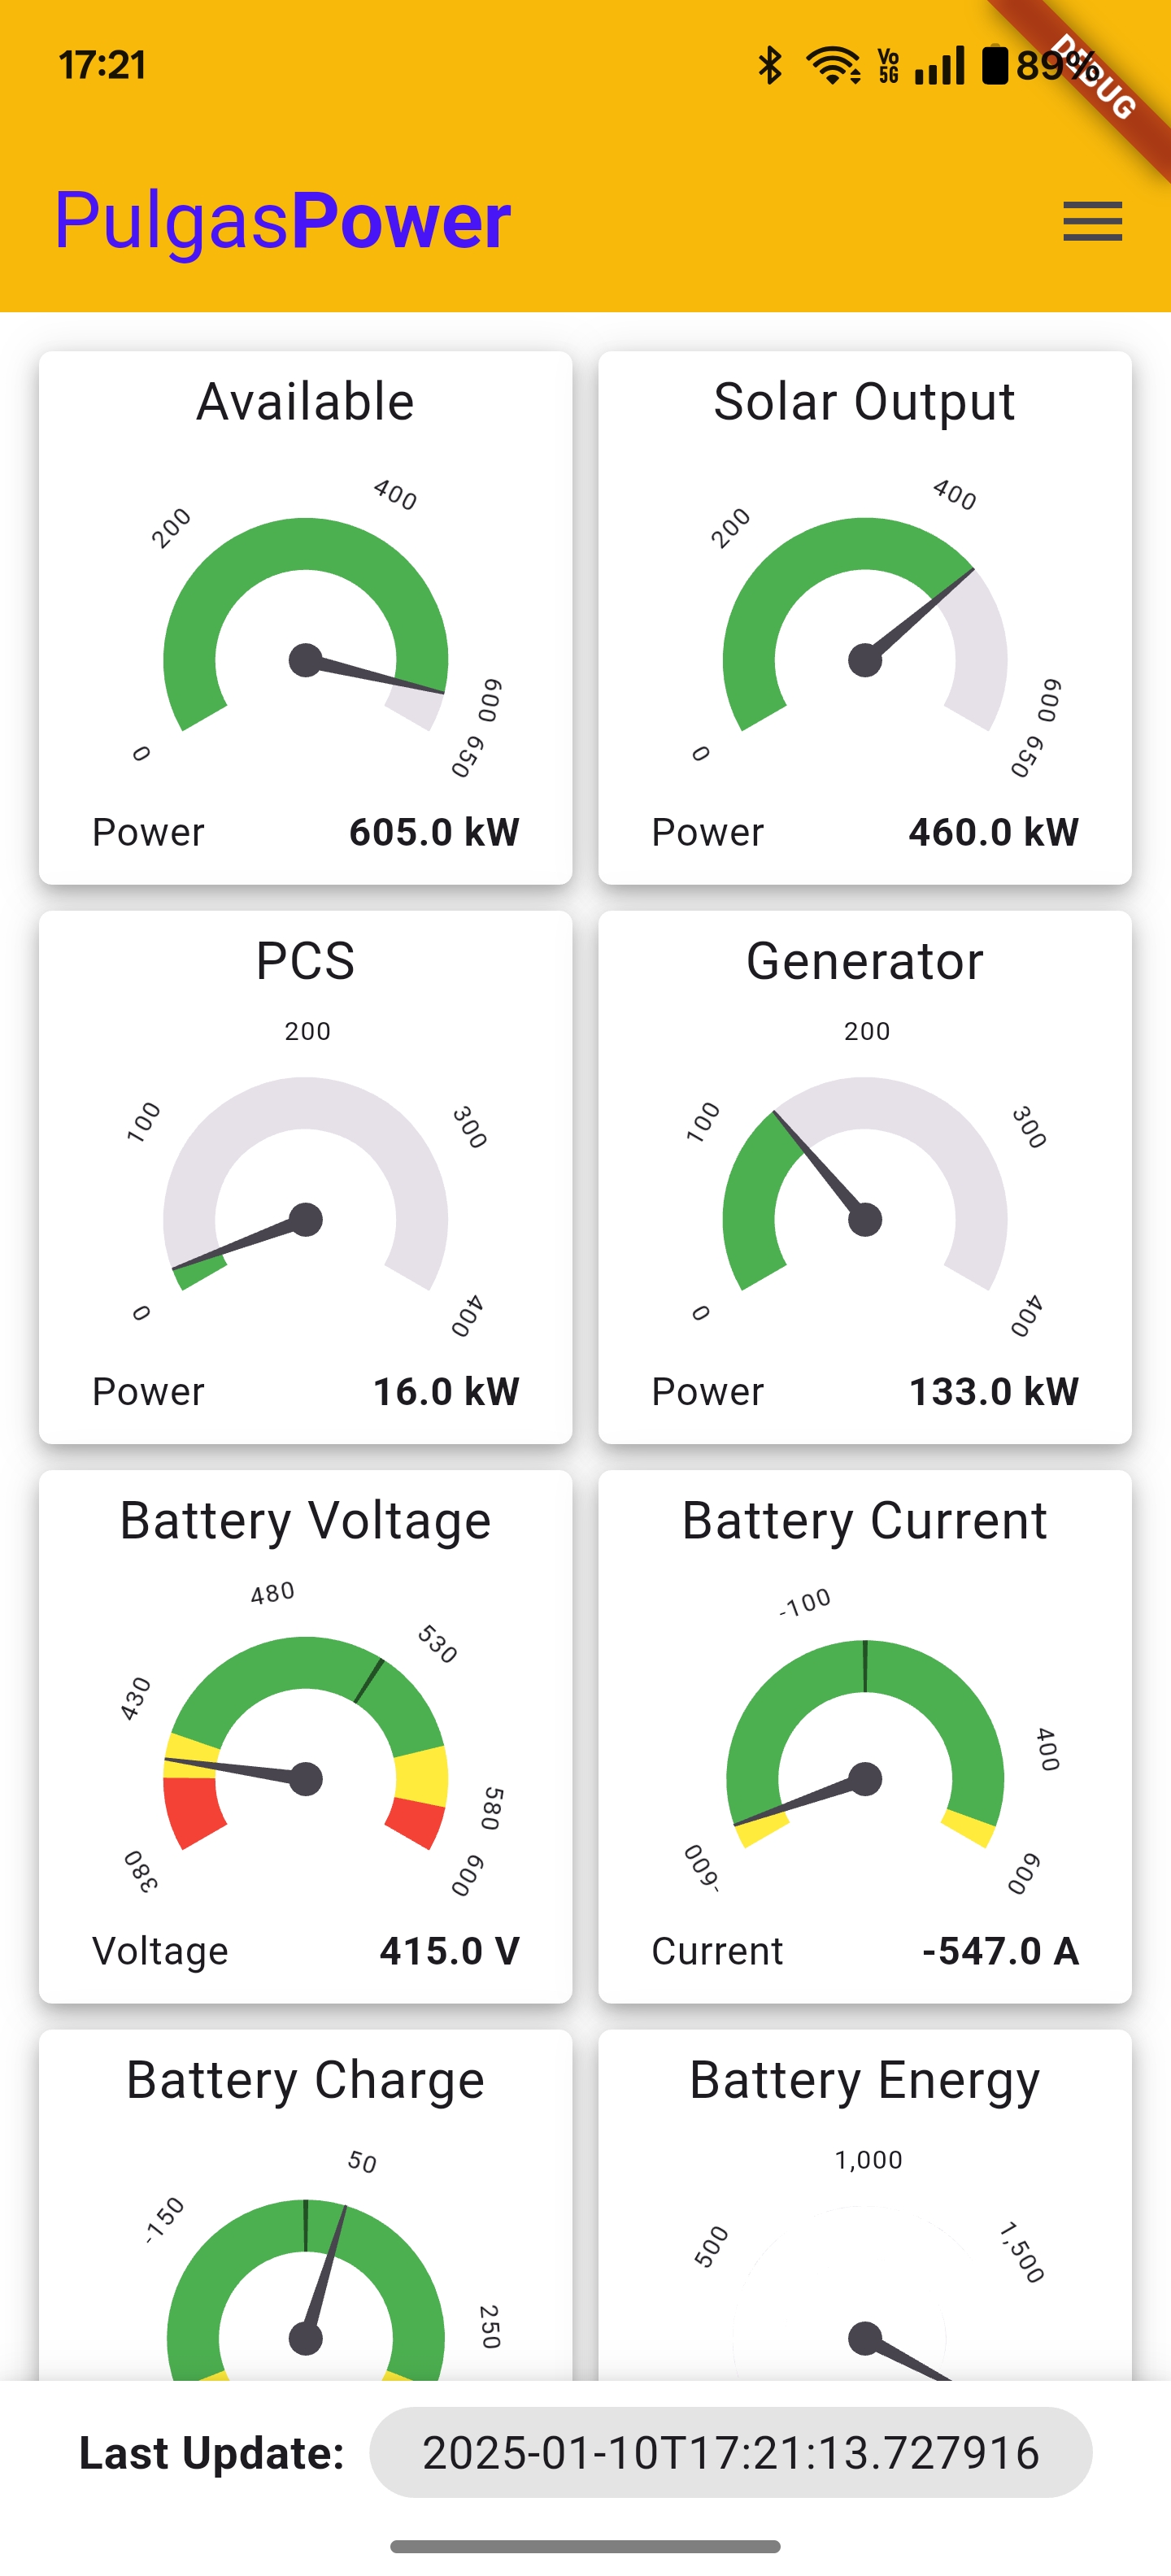 17:21
Vo 5G
89%
DEBUG
PulgasPower
Available
Solar Output
0 200 400 600 650
0 200 400 600 650
Power 605.0 kW
Power 460.0 kW
PCS
Generator
0 100 200 300 400
0 100 200 300 400
Power 16.0 kW
Power 133.0 kW
Battery Voltage
Battery Current
380 430 480 530 580 600
-600 -100 400 600
Voltage 415.0 V
Current -547.0 A
Battery Charge
Battery Energy
-150 50 250
500 1,000 1,500
Last Update: 2025-01-10T17:21:13.727916